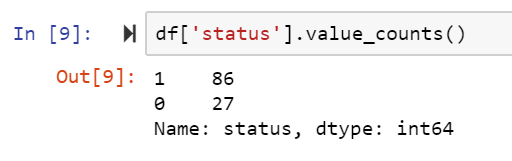 In [9]: df['status'].value_counts()
Out[9]: 1    86
0    27
Name: status, dtype: int64